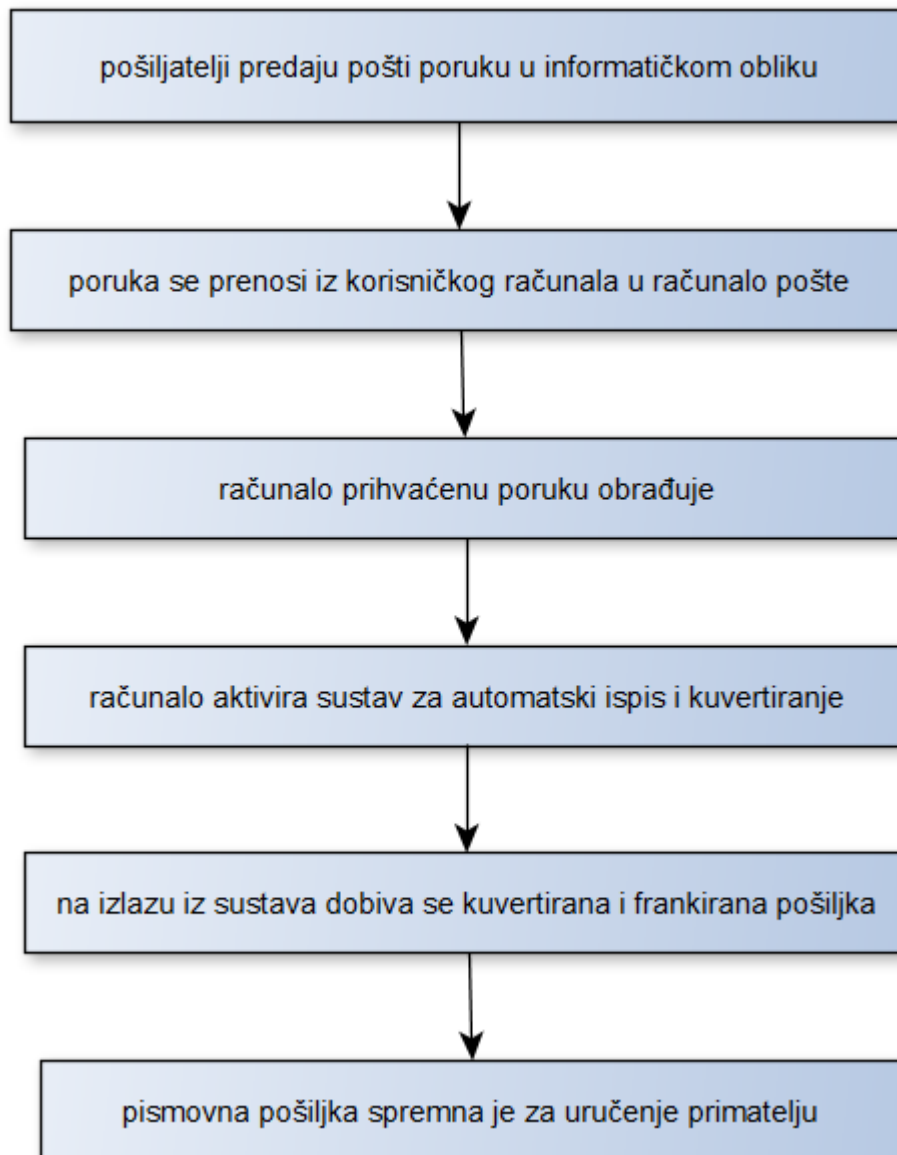 pošiljatelji predaju pošti poruku u informatičkom obliku
poruka se prenosi iz korisničkog računala u računalo pošte
računalo prihvaćenu poruku obrađuje
računalo aktivira sustav za automatski ispis i kuvertiranje
na izlazu iz sustava dobiva se kuvertirana i frankirana pošiljka
pismovna pošiljka spremna je za uručenje primatelju